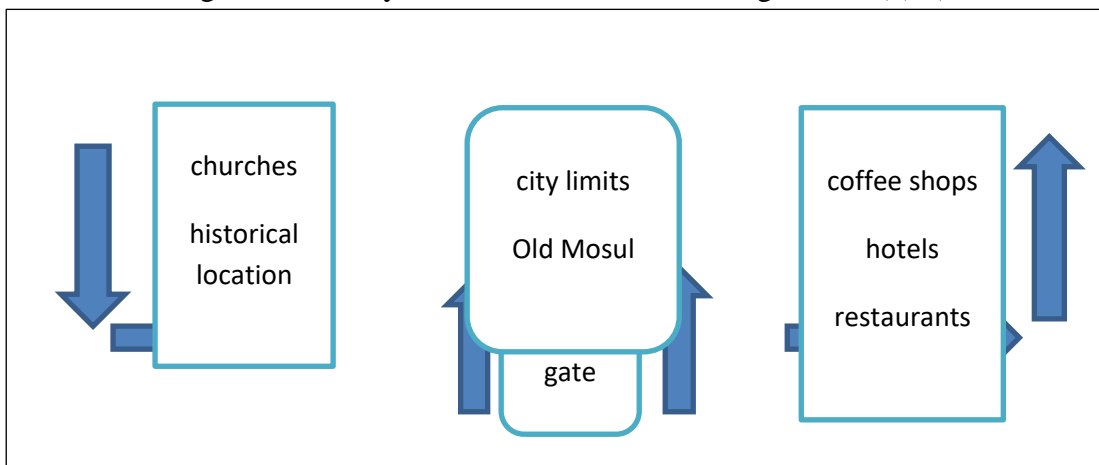 churches
historical
location
city limits
Old Mosul
gate
coffee shops
hotels
restaurants